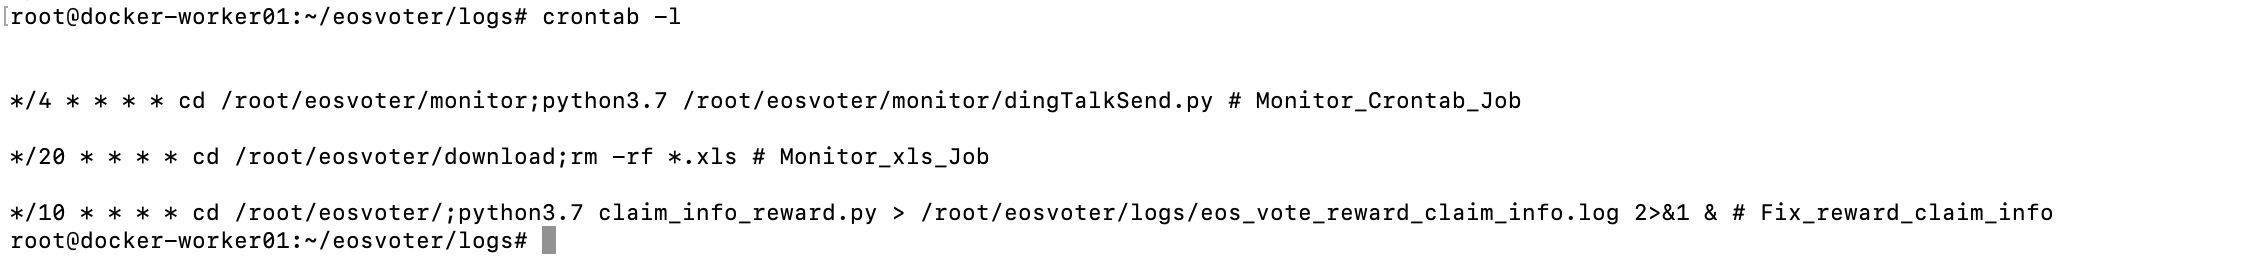 [root@docker-worker01:~/eosvoter/logs# crontab -l
*/4 * * * * cd /root/eosvoter/monitor;python3.7 /root/eosvoter/monitor/dingTalkSend.py # Monitor_Crontab_Job
*/20 * * * * cd /root/eosvoter/download;rm -rf *.xls # Monitor_xls_Job
*/10 * * * * cd /root/eosvoter/;python3.7 claim_info_reward.py > /root/eosvoter/logs/eos_vote_reward_claim_info.log 2>&1 & # Fix_reward_claim_info
root@docker-worker01:~/eosvoter/logs#